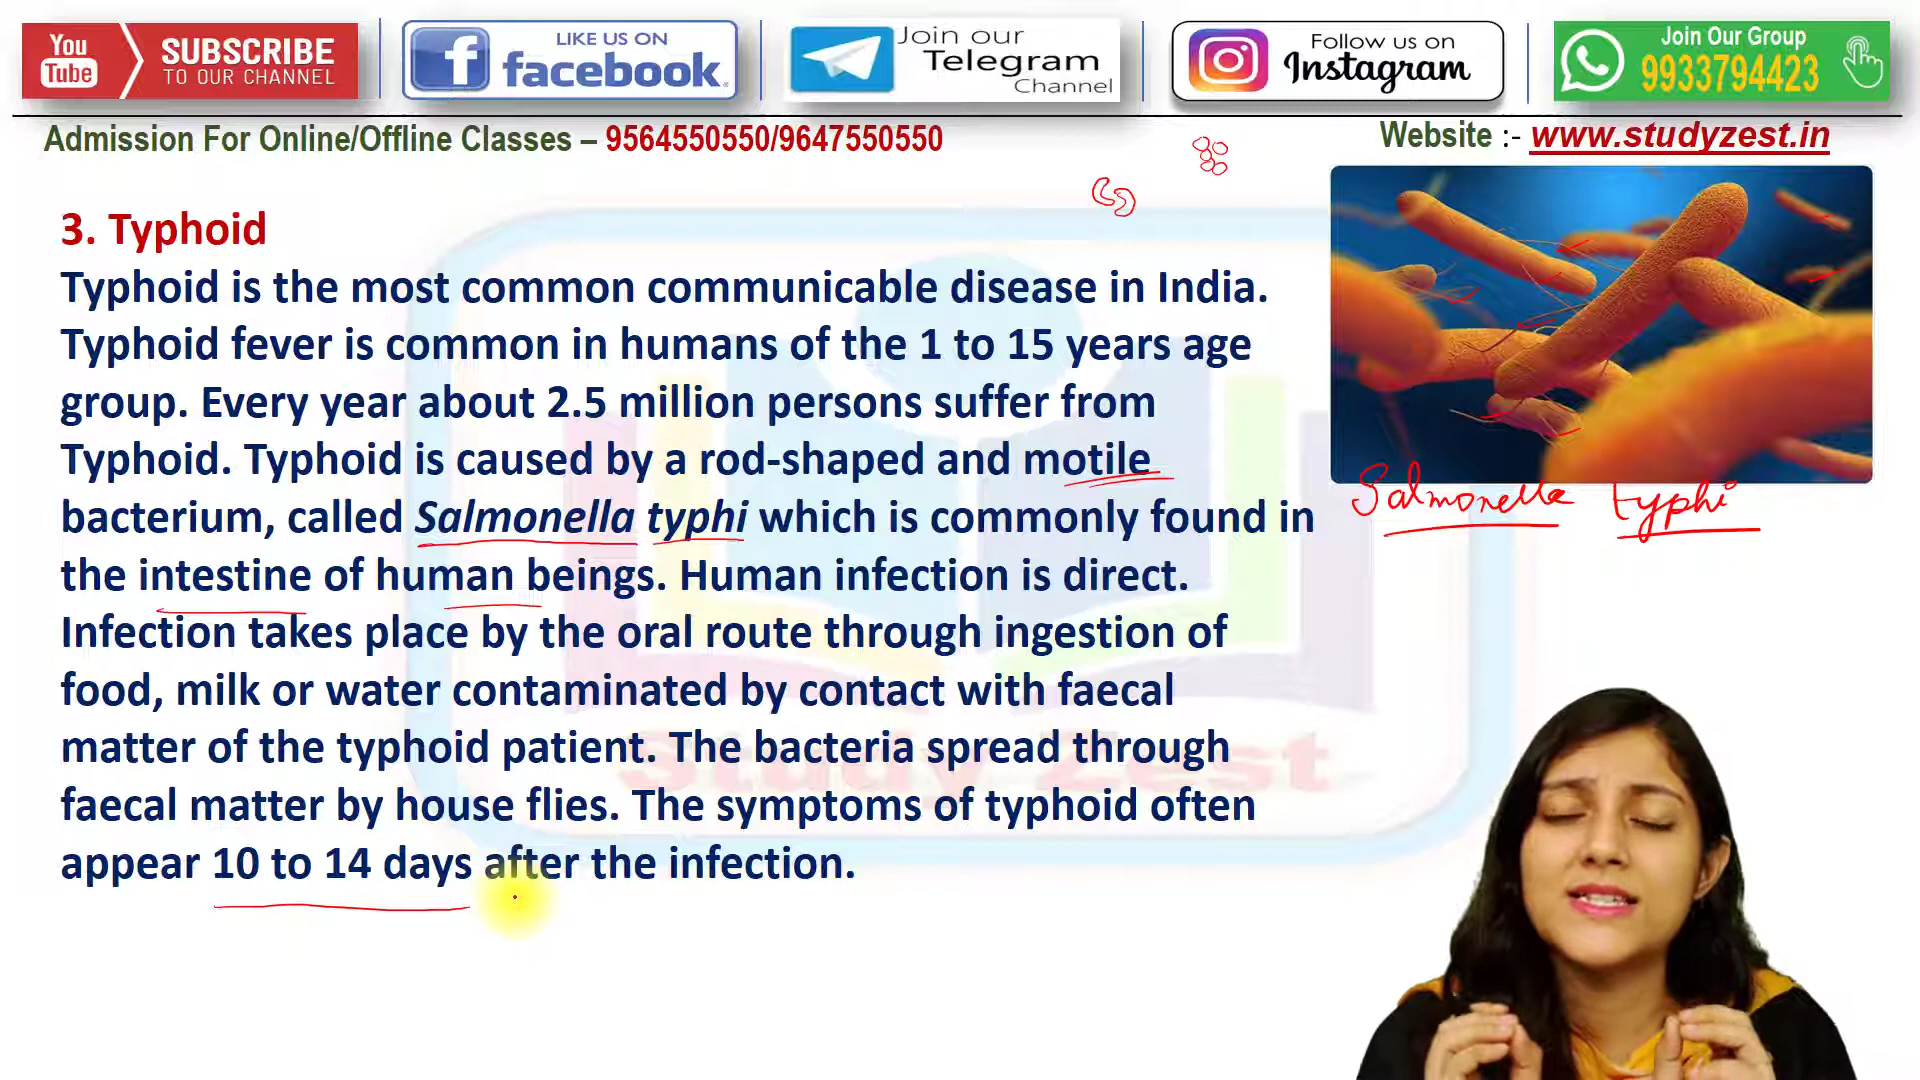 You Tube SUBSCRIBE TO OUR CHANNEL
LIKE US ON facebook.
Join our Telegram Channel
Follow us on Instagram
Join Our Group 9933794423
Admission For Online/Offline Classes – 9564550550/9647550550
Website :- www.studyzest.in
3. Typhoid
Typhoid is the most common communicable disease in India.
Typhoid fever is common in humans of the 1 to 15 years age
group. Every year about 2.5 million persons suffer from
Typhoid. Typhoid is caused by a rod-shaped and motile
bacterium, called Salmonella typhi which is commonly found in
the intestine of human beings. Human infection is direct.
Infection takes place by the oral route through ingestion of
food, milk or water contaminated by contact with faecal
matter of the typhoid patient. The bacteria spread through
faecal matter by house flies. The symptoms of typhoid often
appear 10 to 14 days after the infection.
Salmonella typhi
Study Zest